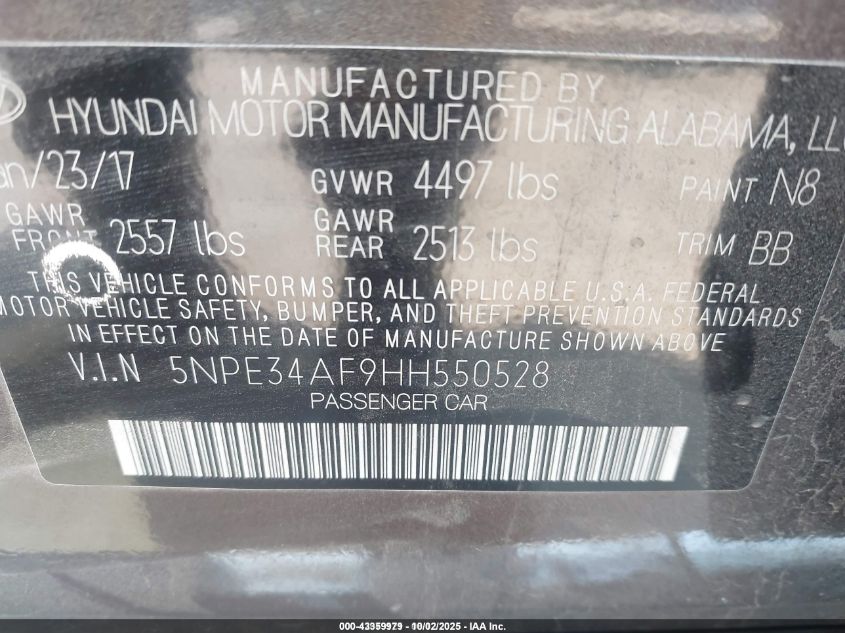 MANUFACTURED BY
HYUNDAI MOTOR MANUFACTURING ALABAMA, LLC
an/23/17 GVWR 4497 lbs PAINT N8
GAWR FRONT 2557 lbs GAWR REAR 2513 lbs TRIM BB
THIS VEHICLE CONFORMS TO ALL APPLICABLE U.S.A. FEDERAL
MOTOR VEHICLE SAFETY, BUMPER, AND THEFT PREVENTION STANDARDS
IN EFFECT ON THE DATE OF MANUFACTURE SHOWN ABOVE
V.I.N 5NPE34AF9HH550528
PASSENGER CAR
000-43359979 - 10/02/2025 - IAA Inc.